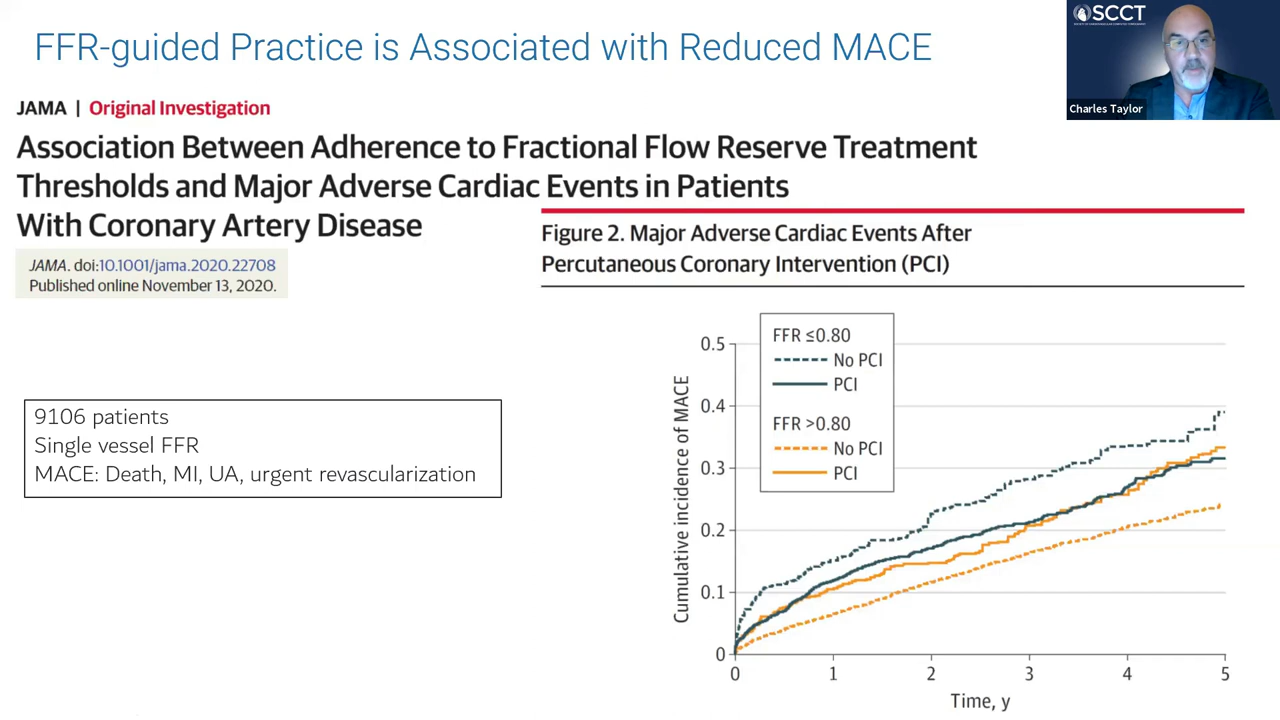 FFR-guided Practice is Associated with Reduced MACE
SCCT
Charles Taylor
JAMA | Original Investigation
Association Between Adherence to Fractional Flow Reserve Treatment
Thresholds and Major Adverse Cardiac Events in Patients
With Coronary Artery Disease
JAMA. doi:10.1001/jama.2020.22708
Published online November 13, 2020.
Figure 2. Major Adverse Cardiac Events After
Percutaneous Coronary Intervention (PCI)
9106 patients
Single vessel FFR
MACE: Death, MI, UA, urgent revascularization
FFR ≤0.80
No PCI
PCI
FFR >0.80
No PCI
PCI
Cumulative incidence of MACE
0.5
0.4
0.3
0.2
0.1
0
0 1 2 3 4 5
Time, y